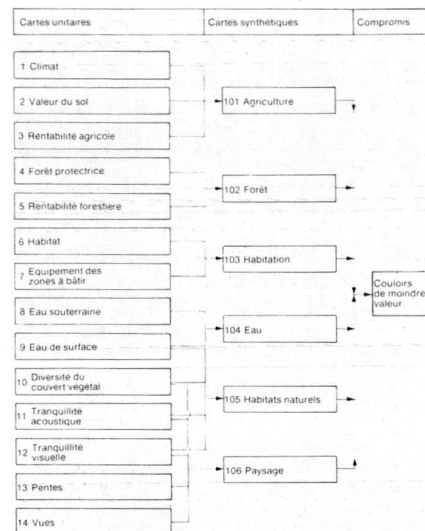 Cartes unitaires
Cartes synthétiques
Compromis
1 Climat
2 Valeur du sol
3 Rentabilité agricole
4 Forêt protectrice
5 Rentabilité forestière
6 Habitat
7 Equipement des
zones à bâtir
8 Eau souterraine
9 Eau de surface
10 Diversité du
couvert végétal
11 Tranquillité
acoustique
12 Tranquillité
visuelle
13 Pentes
14 Vues
101 Agriculture
102 Forêt
103 Habitation
104 Eau
105 Habitats naturels
106 Paysage
Couloirs
de moindre
valeur